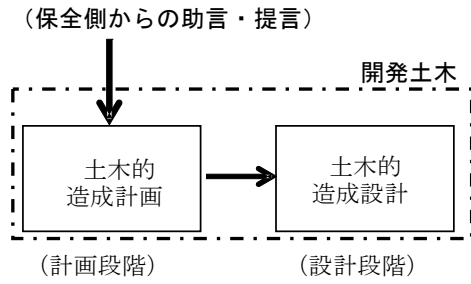 （保全側からの助言・提言）
開発土木
土木的
造成計画
土木的
造成設計
（計画段階）
（設計段階）